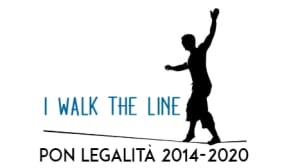 I WALK THE LINE
PON LEGALITÀ 2014-2020